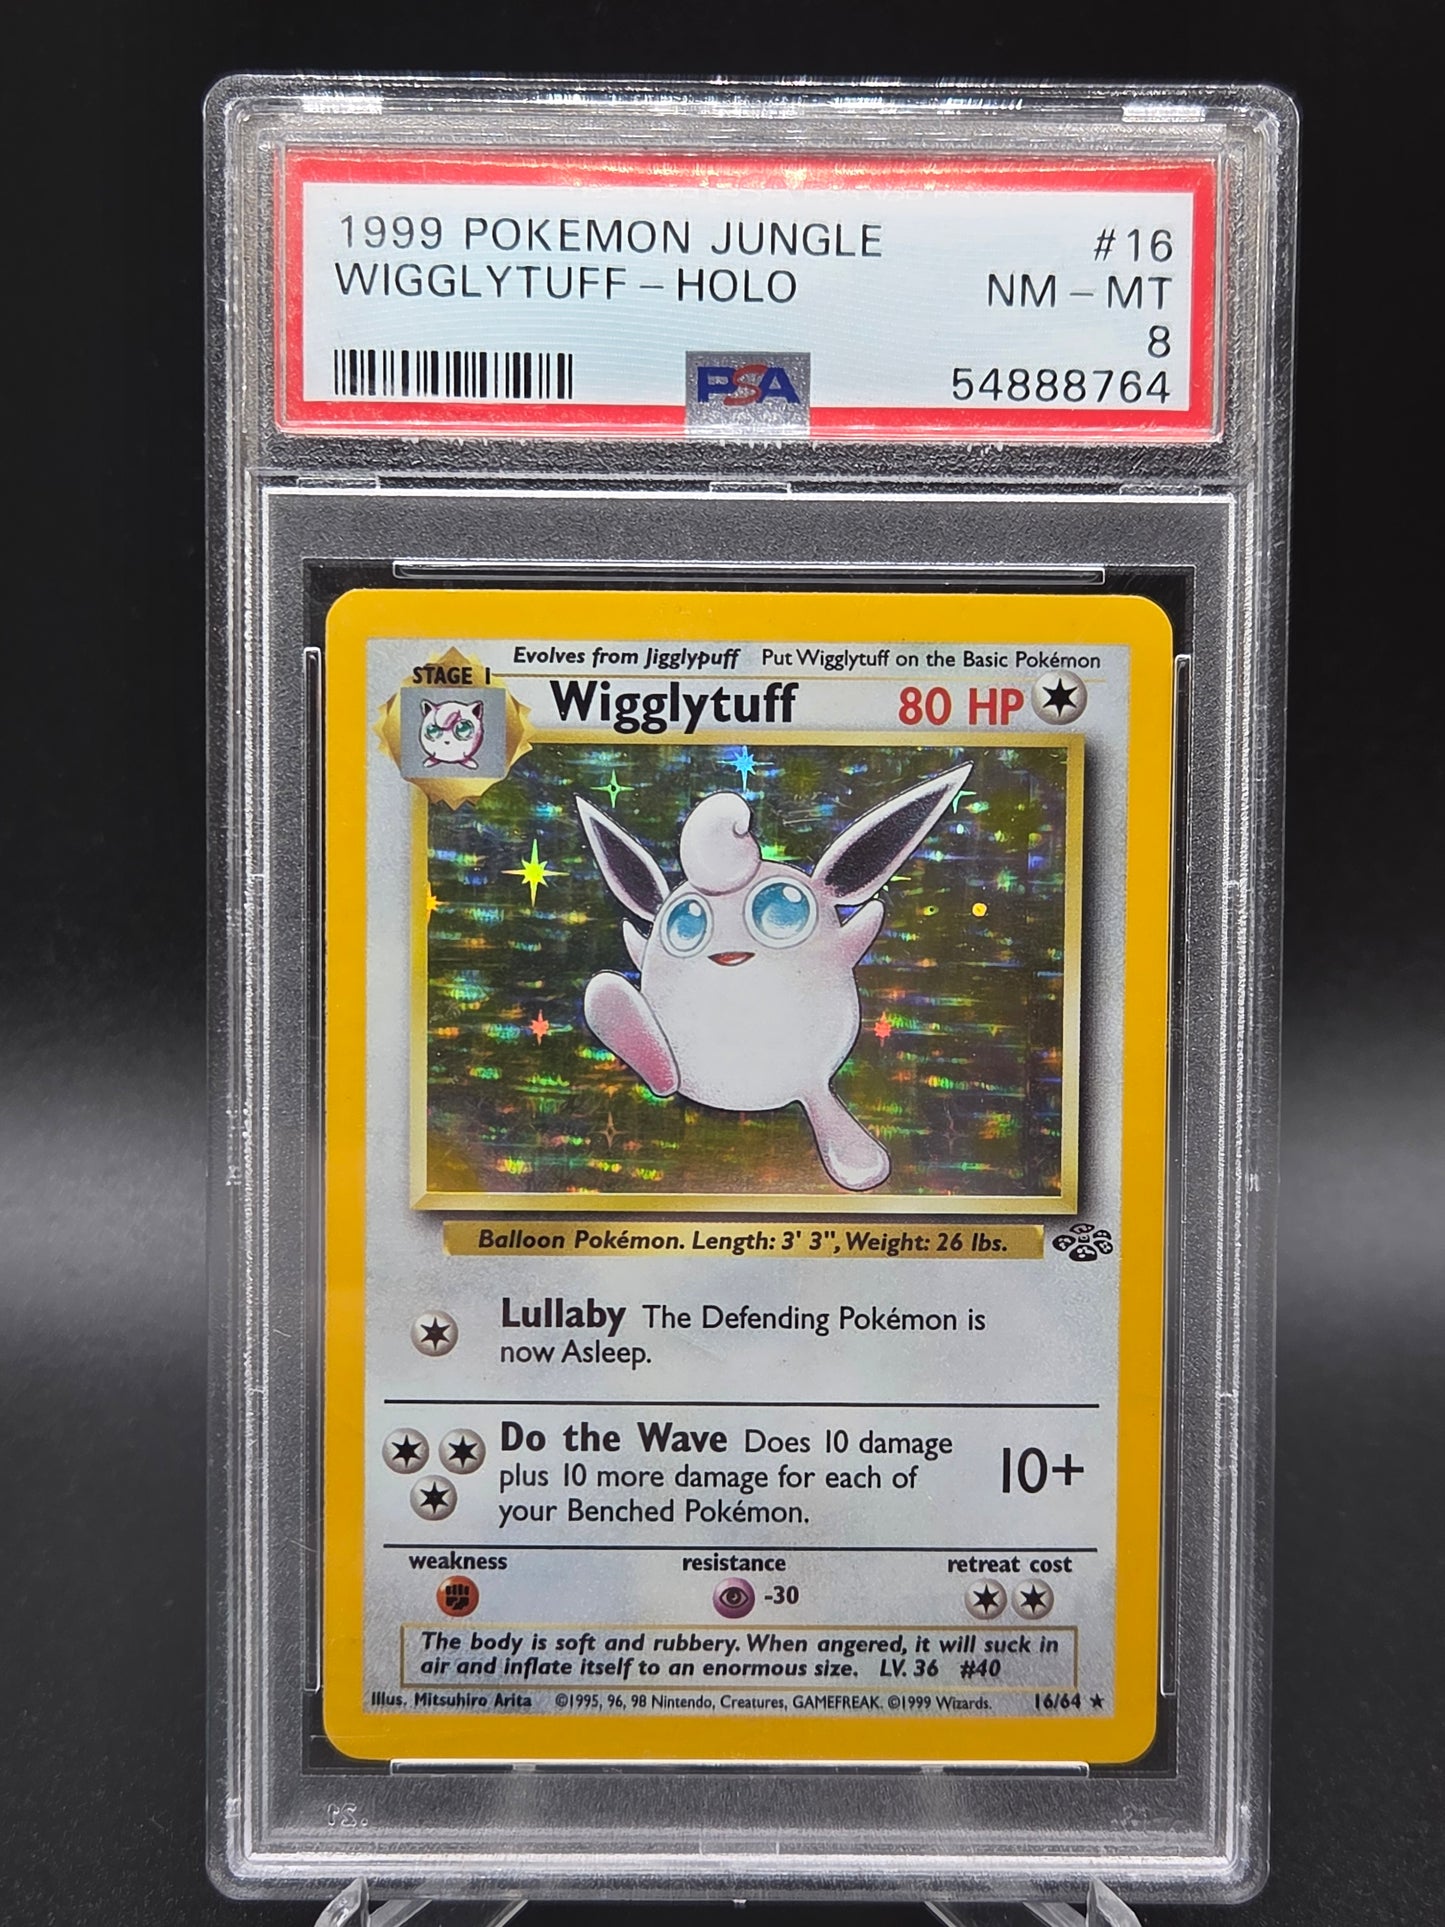 1999 POKEMON JUNGLE #16
WIGGLYTUFF - HOLO NM - MT
8
PSA 54888764
Evolves from Jigglypuff Put Wigglytuff on the Basic Pokémon
STAGE 1
Wigglytuff 80 HP
Balloon Pokémon. Length: 3' 3", Weight: 26 lbs.
Lullaby The Defending Pokémon is
now Asleep.
Do the Wave Does 10 damage
plus 10 more damage for each of
your Benched Pokémon.
10+
weakness resistance retreat cost
-30
The body is soft and rubbery. When angered, it will suck in
air and inflate itself to an enormous size. LV. 36 #40
Illus. Mitsuhiro Arita ©1995, 96, 98 Nintendo, Creatures, GAMEFREAK. ©1999 Wizards. 16/64 ★